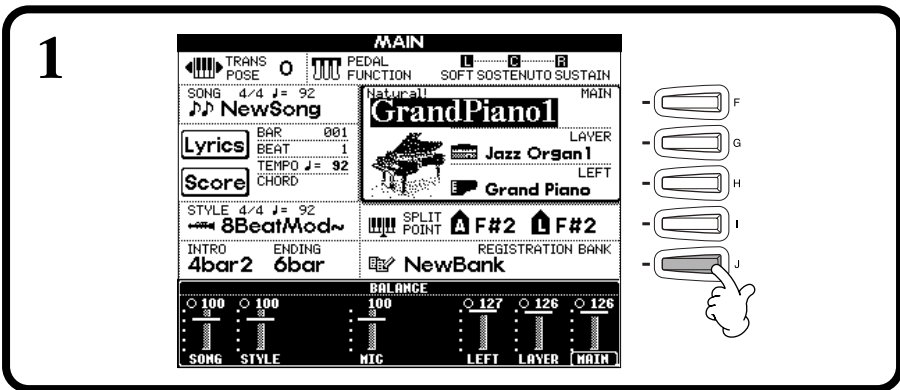 1
MAIN
TRANS POSE 0
PEDAL FUNCTION
L C R
SOFT SOSTENUTO SUSTAIN
SONG 4/4 ♩= 92
NewSong
Natural! MAIN
GrandPiano1
Lyrics
BAR 001
BEAT 1
LAYER
Jazz Organ1
Score
TEMPO ♩= 92
CHORD
LEFT
Grand Piano
STYLE 4/4 ♩= 92
8BeatMod~
SPLIT POINT A F#2 L F#2
INTRO ENDING
4bar2 6bar
REGISTRATION BANK
NewBank
BALANCE
100 100 100 127 126 126
SONG STYLE MIC LEFT LAYER MAIN
F
G
H
I
J